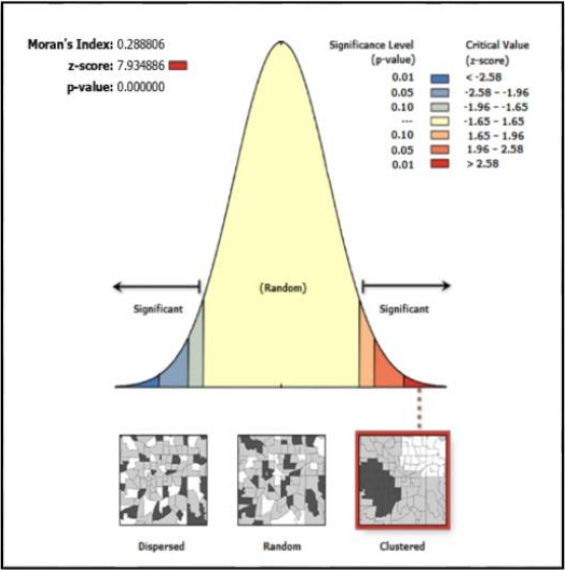 Moran's Index: 0.288806
z-score: 7.934886
p-value: 0.000000
Significance Level
(p-value)
Critical Value
(z-score)
0.01 < -2.58
0.05 -2.58 - -1.96
0.10 -1.96 - -1.65
... -1.65 - 1.65
0.10 1.65 - 1.96
0.05 1.96 - 2.58
0.01 > 2.58
Significant
(Random)
Significant
Dispersed
Random
Clustered